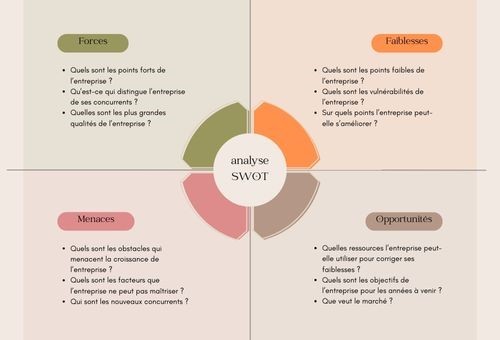 Forces
• Quels sont les points forts de
l'entreprise ?
• Qu'est-ce qui distingue l'entreprise
de ses concurrents ?
• Quelles sont les plus grandes
qualités de l'entreprise ?
Faiblesses
• Quels sont les points faibles de
l'entreprise ?
• Quels sont les vulnérabilités de
l'entreprise ?
• Sur quels points l'entreprise peut-
elle s'améliorer ?
analyse
SWOT
Menaces
• Quels sont les obstacles qui
menacent la croissance de
l'entreprise ?
• Quels sont les facteurs que
l'entreprise ne peut pas maîtriser ?
• Qui sont les nouveaux concurrents ?
Opportunités
• Quelles ressources l'entreprise peut-
elle utiliser pour corriger ses
faiblesses ?
• Quels sont les objectifs de
l'entreprise pour les années à venir ?
• Que veut le marché ?